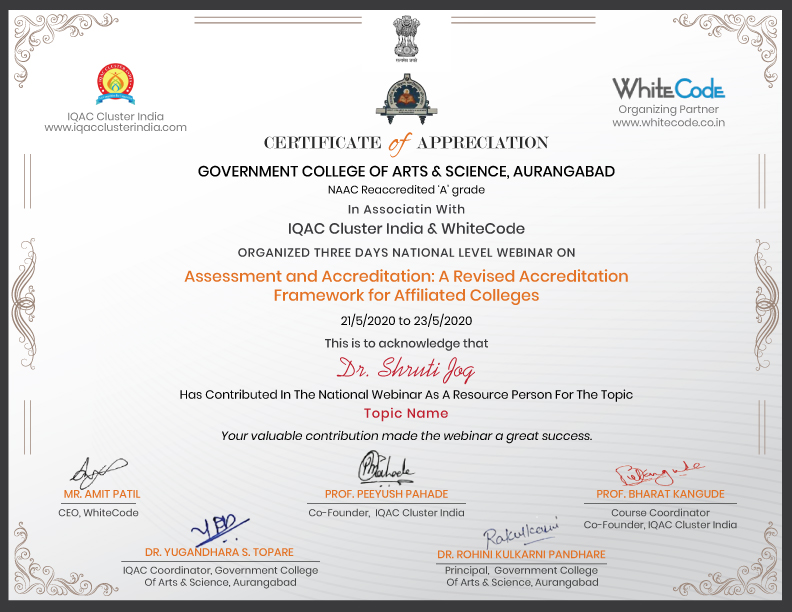 IQAC Cluster India
www.iqacclusterindia.com
WhiteCode
Organizing Partner
www.whitecode.co.in
CERTIFICATE of APPRECIATION
GOVERNMENT COLLEGE OF ARTS & SCIENCE, AURANGABAD
NAAC Reaccredited ‘A’ grade
In Associatin With
IQAC Cluster India & WhiteCode
ORGANIZED THREE DAYS NATIONAL LEVEL WEBINAR ON
Assessment and Accreditation: A Revised Accreditation
Framework for Affiliated Colleges
21/5/2020 to 23/5/2020
This is to acknowledge that
Dr. Shruti Jog
Has Contributed In The National Webinar As A Resource Person For The Topic
Topic Name
Your valuable contribution made the webinar a great success.
MR. AMIT PATIL
CEO, WhiteCode
PROF. PEEYUSH PAHADE
Co-Founder, IQAC Cluster India
PROF. BHARAT KANGUDE
Course Coordinator
Co-Founder, IQAC Cluster India
DR. YUGANDHARA S. TOPARE
IQAC Coordinator, Government College
Of Arts & Science, Aurangabad
DR. ROHINI KULKARNI PANDHARE
Principal, Government College
Of Arts & Science, Aurangabad